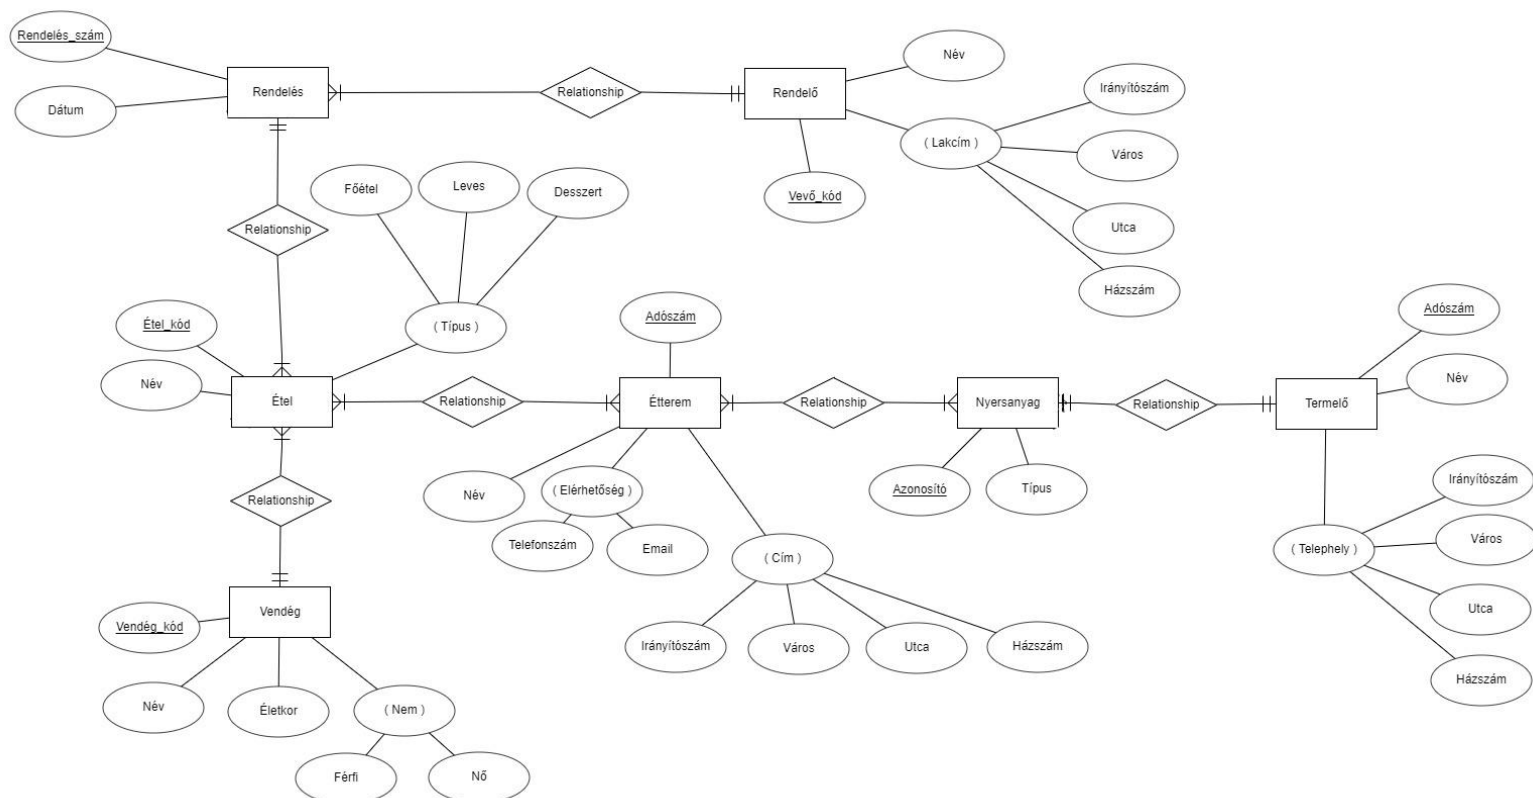 Rendelés_szám
Dátum
Rendelés
Relationship
Rendelő
Név
Irányítószám
( Lakcím )
Város
Vevő_kód
Utca
Házszám
Relationship
Főétel
Leves
Desszert
( Típus )
Étel_kód
Név
Étel
Relationship
Adószám
Étterem
Relationship
Nyersanyag
Relationship
Termelő
Adószám
Név
Név
( Elérhetőség )
Telefonszám
Email
( Cím )
Irányítószám
Város
Utca
Házszám
Azonosító
Típus
( Telephely )
Irányítószám
Város
Utca
Házszám
Relationship
Vendég
Vendég_kód
Név
Életkor
( Nem )
Férfi
Nő